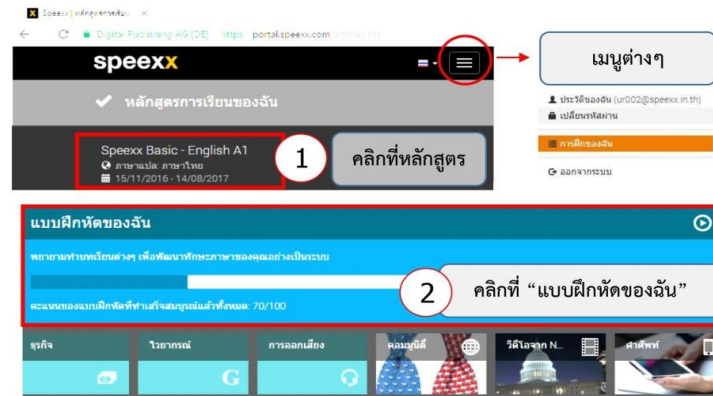 Speexx | หลักสูตรการเรีย...
Digital Publishing AG [DE] https portal.speexx.com
speexx
เมนูต่างๆ
หลักสูตรการเรียนของฉัน
ประวัติของฉัน (ur002@speexx.in.th)
เปลี่ยนรหัสผ่าน
การฝึกของฉัน
ออกจากระบบ
Speexx Basic - English A1
ภาษาแปล: ภาษาไทย
15/11/2016 - 14/08/2017
1
คลิกที่หลักสูตร
แบบฝึกหัดของฉัน
พยายามทำบทเรียนต่างๆ เพื่อพัฒนาทักษะภาษาของคุณอย่างเป็นระบบ
2
คลิกที่ “แบบฝึกหัดของฉัน”
คะแนนของแบบฝึกหัดที่ทำเสร็จสมบูรณ์แล้วทั้งหมด: 70/100
ธุรกิจ
ไวยากรณ์
การออกเสียง
คอมมูนิตี้
วิดีโอจาก N...
คำศัพท์
G